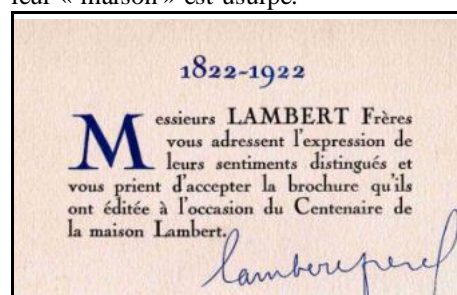 leur « maison » est usurpé.
1822-1922
Messieurs LAMBERT Frères
vous adressent l'expression de
leurs sentiments distingués et
vous prient d'accepter la brochure qu'ils
ont éditée à l'occasion du Centenaire de
la maison Lambert.